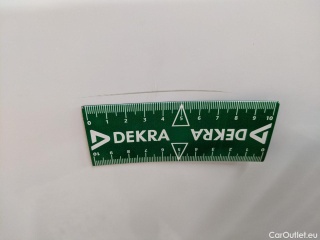 0 1 2 3 4 5 6 7 8 9 10
DEKRA DEKRA
CarOutlet.eu